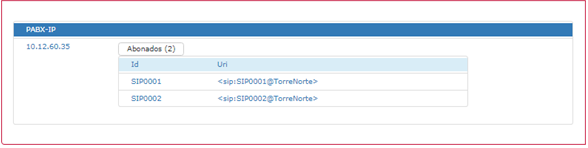 PABX-IP
10.12.60.35 Abonados (2)
Id Uri
SIP0001 <sip:SIP0001@TorreNorte>
SIP0002 <sip:SIP0002@TorreNorte>